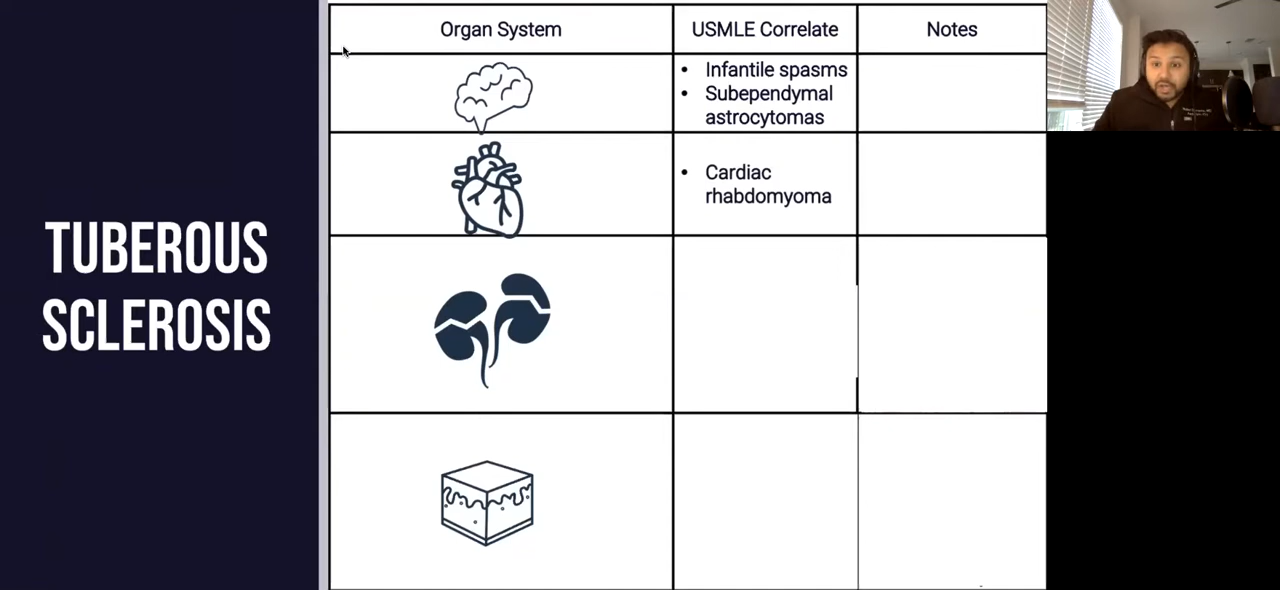 TUBEROUS
SCLEROSIS
Organ System
USMLE Correlate
Notes
• Infantile spasms
• Subependymal
astrocytomas
• Cardiac
rhabdomyoma